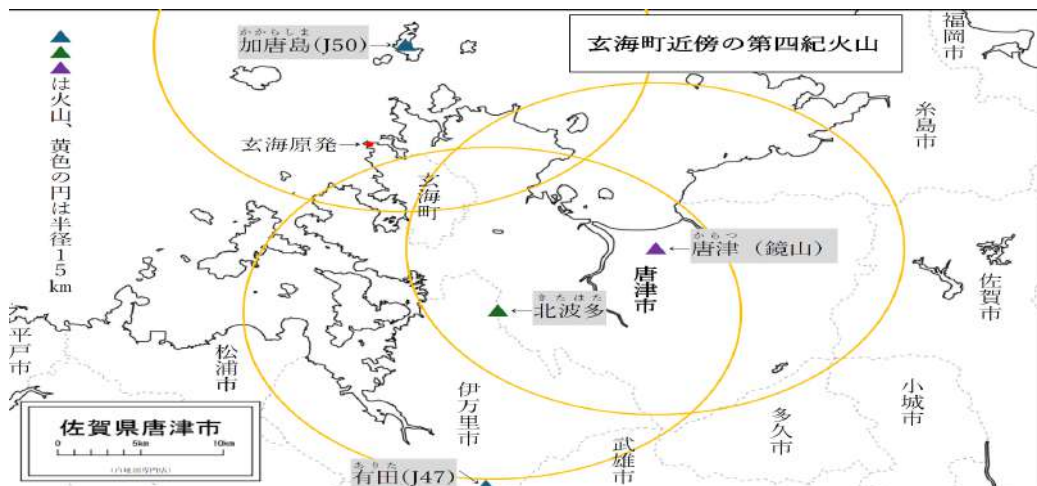 玄海町近傍の第四紀火山
福岡市
かからしま
加唐島(J50)
▲▲▲は火山、黄色の円は半径15km
糸島市
玄海原発
玄海町
からつ
唐津（鏡山）
唐津市
佐賀市
きたはた
北波多
平戸市
松浦市
伊万里市
小城市
多久市
武雄市
佐賀県唐津市
0 5km 10km
ありた
有田(J47)